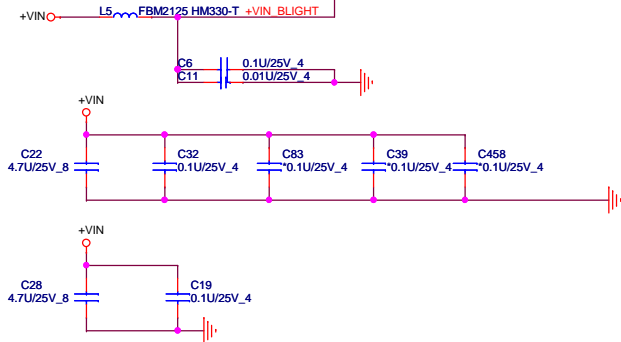 +VIN L5 FBM2125 HM330-T +VIN_BLIGHT
C6 0.1U/25V_4
C11 0.01U/25V_4
+VIN
C22 C32 C83 C39 C458
4.7U/25V_8 0.1U/25V_4 *0.1U/25V_4 *0.1U/25V_4 *0.1U/25V_4
+VIN
C28 C19
4.7U/25V_8 0.1U/25V_4